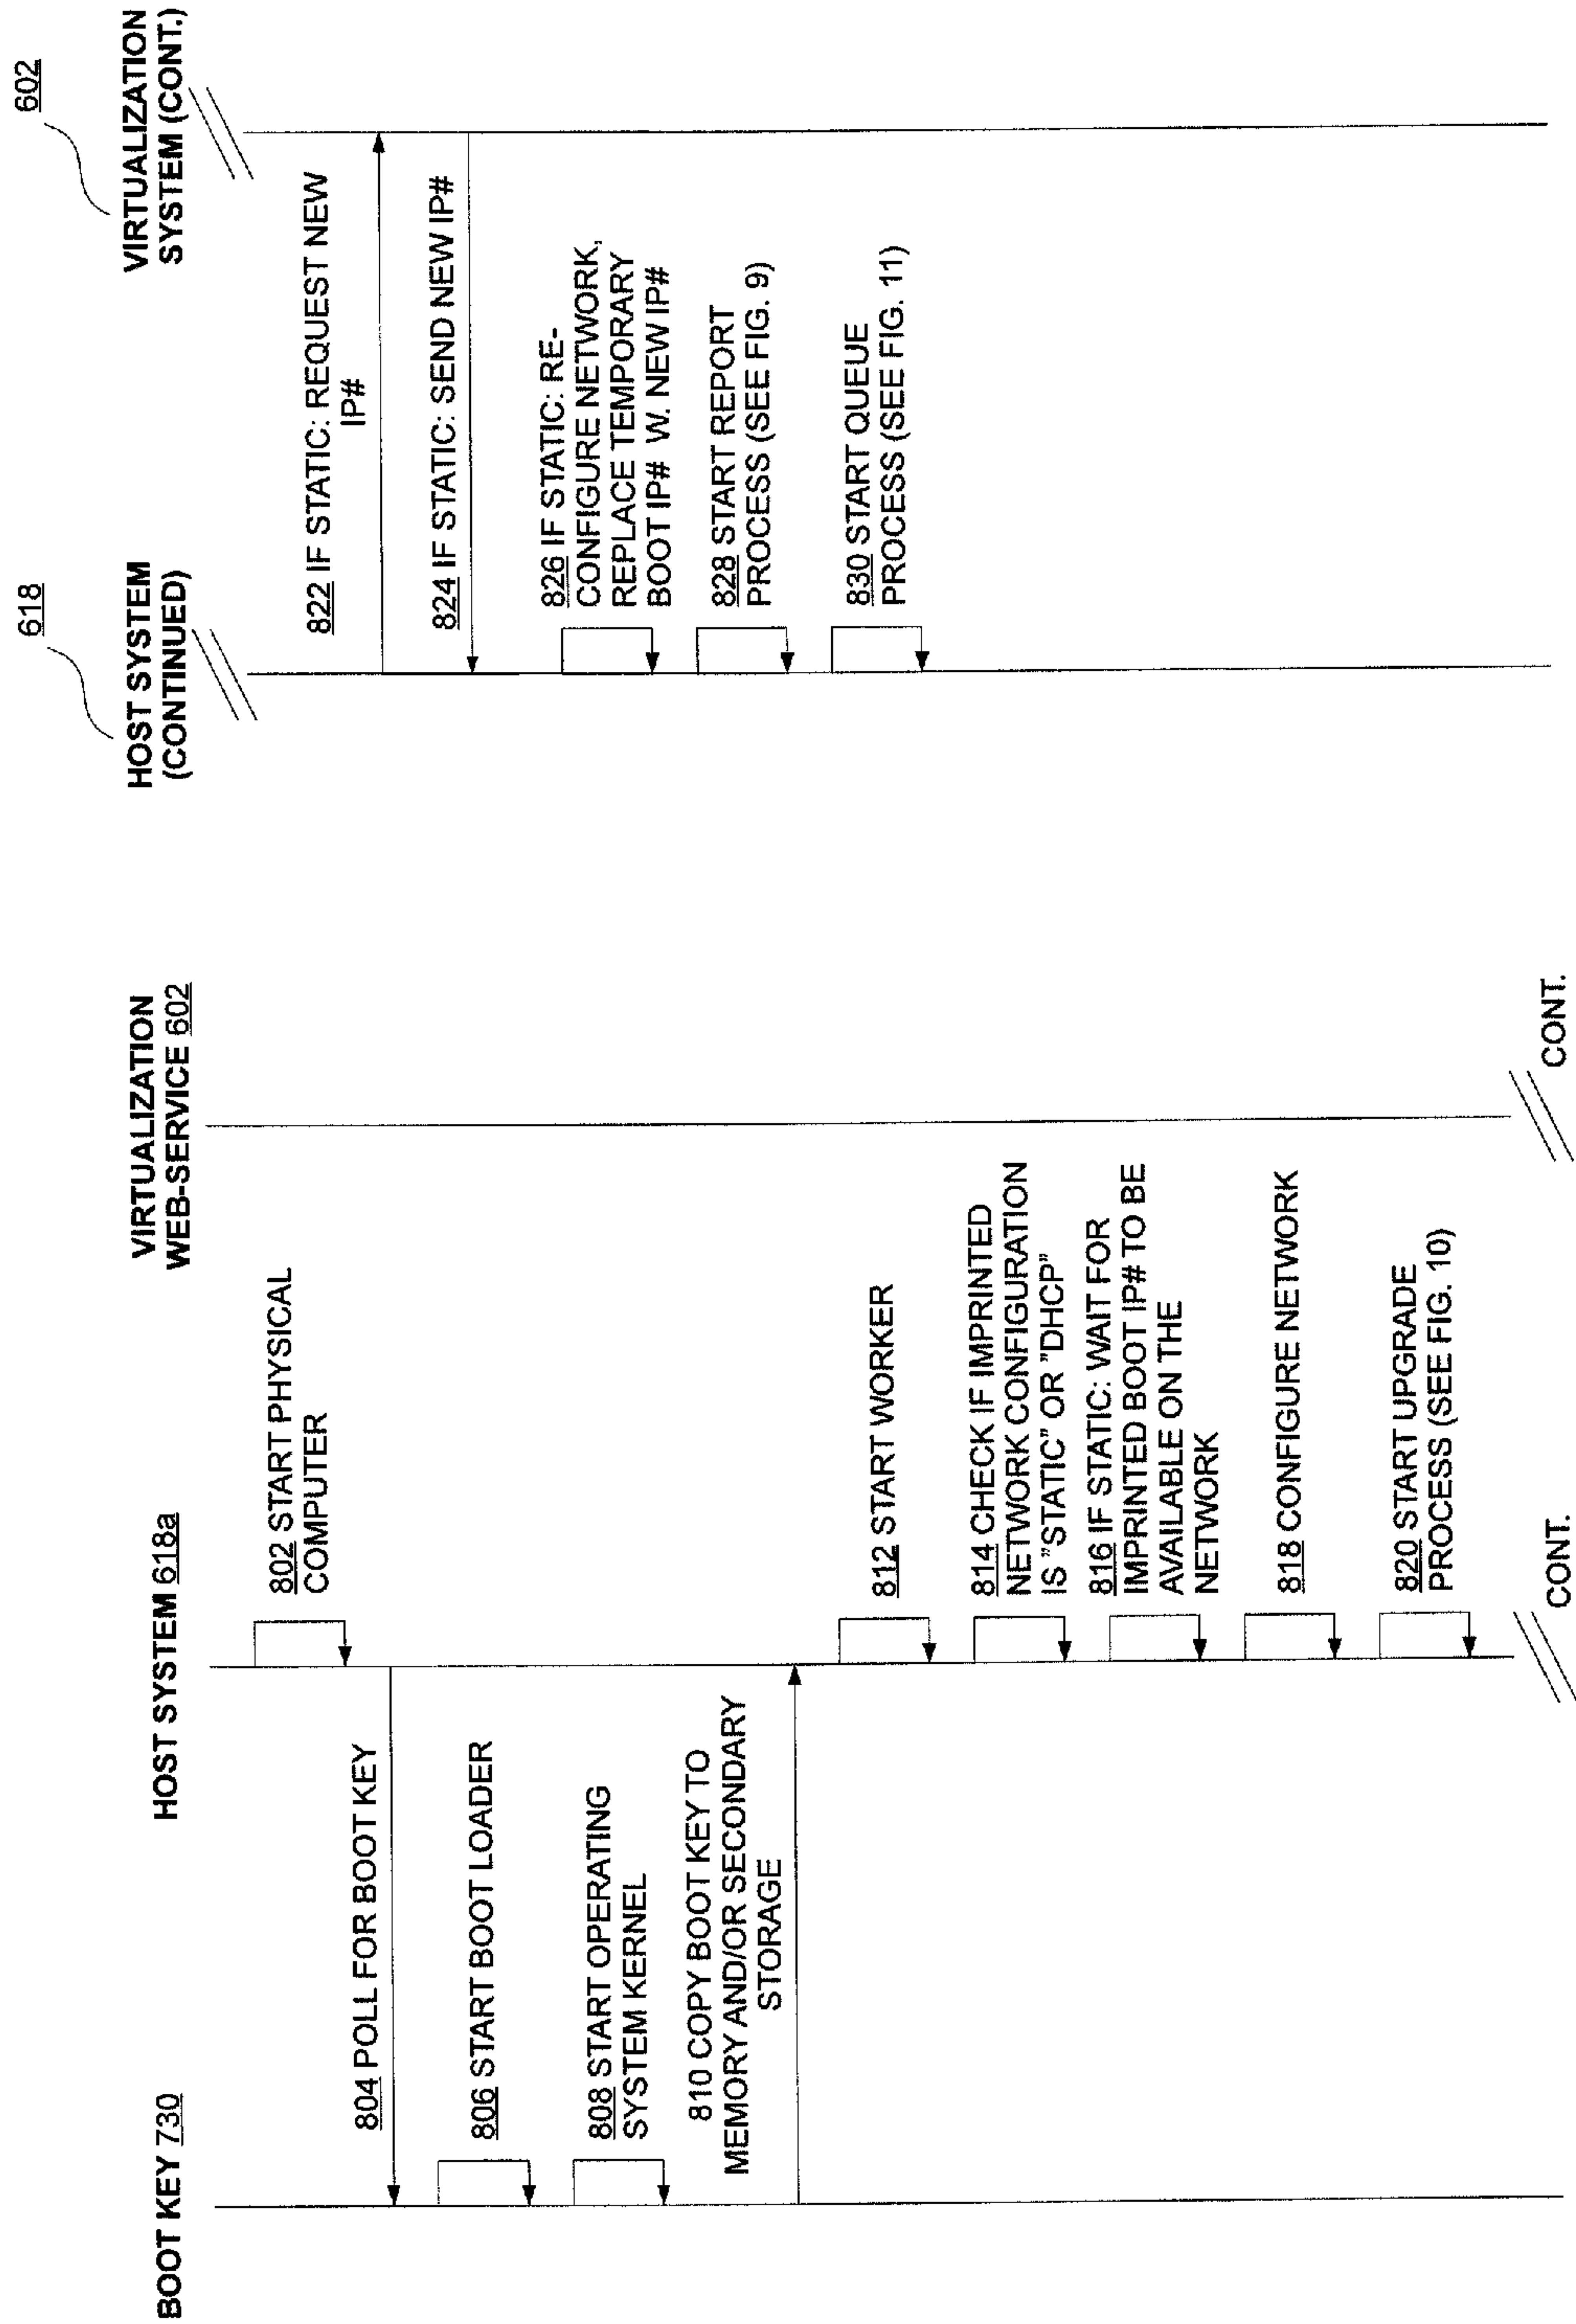 BOOT KEY 730
HOST SYSTEM 618a
VIRTUALIZATION
WEB-SERVICE 602
802 START PHYSICAL
COMPUTER
804 POLL FOR BOOT KEY
806 START BOOT LOADER
808 START OPERATING
SYSTEM KERNEL
810 COPY BOOT KEY TO
MEMORY AND/OR SECONDARY
STORAGE
812 START WORKER
814 CHECK IF IMPRINTED
NETWORK CONFIGURATION
IS "STATIC" OR "DHCP"
816 IF STATIC: WAIT FOR
IMPRINTED BOOT IP# TO BE
AVAILABLE ON THE
NETWORK
818 CONFIGURE NETWORK
820 START UPGRADE
PROCESS (SEE FIG. 10)
CONT.
CONT.
618
HOST SYSTEM
(CONTINUED)
602
VIRTUALIZATION
SYSTEM (CONT.)
822 IF STATIC: REQUEST NEW
IP#
824 IF STATIC: SEND NEW IP#
826 IF STATIC: RE-
CONFIGURE NETWORK,
REPLACE TEMPORARY
BOOT IP# W. NEW IP#
828 START REPORT
PROCESS (SEE FIG. 9)
830 START QUEUE
PROCESS (SEE FIG. 11)